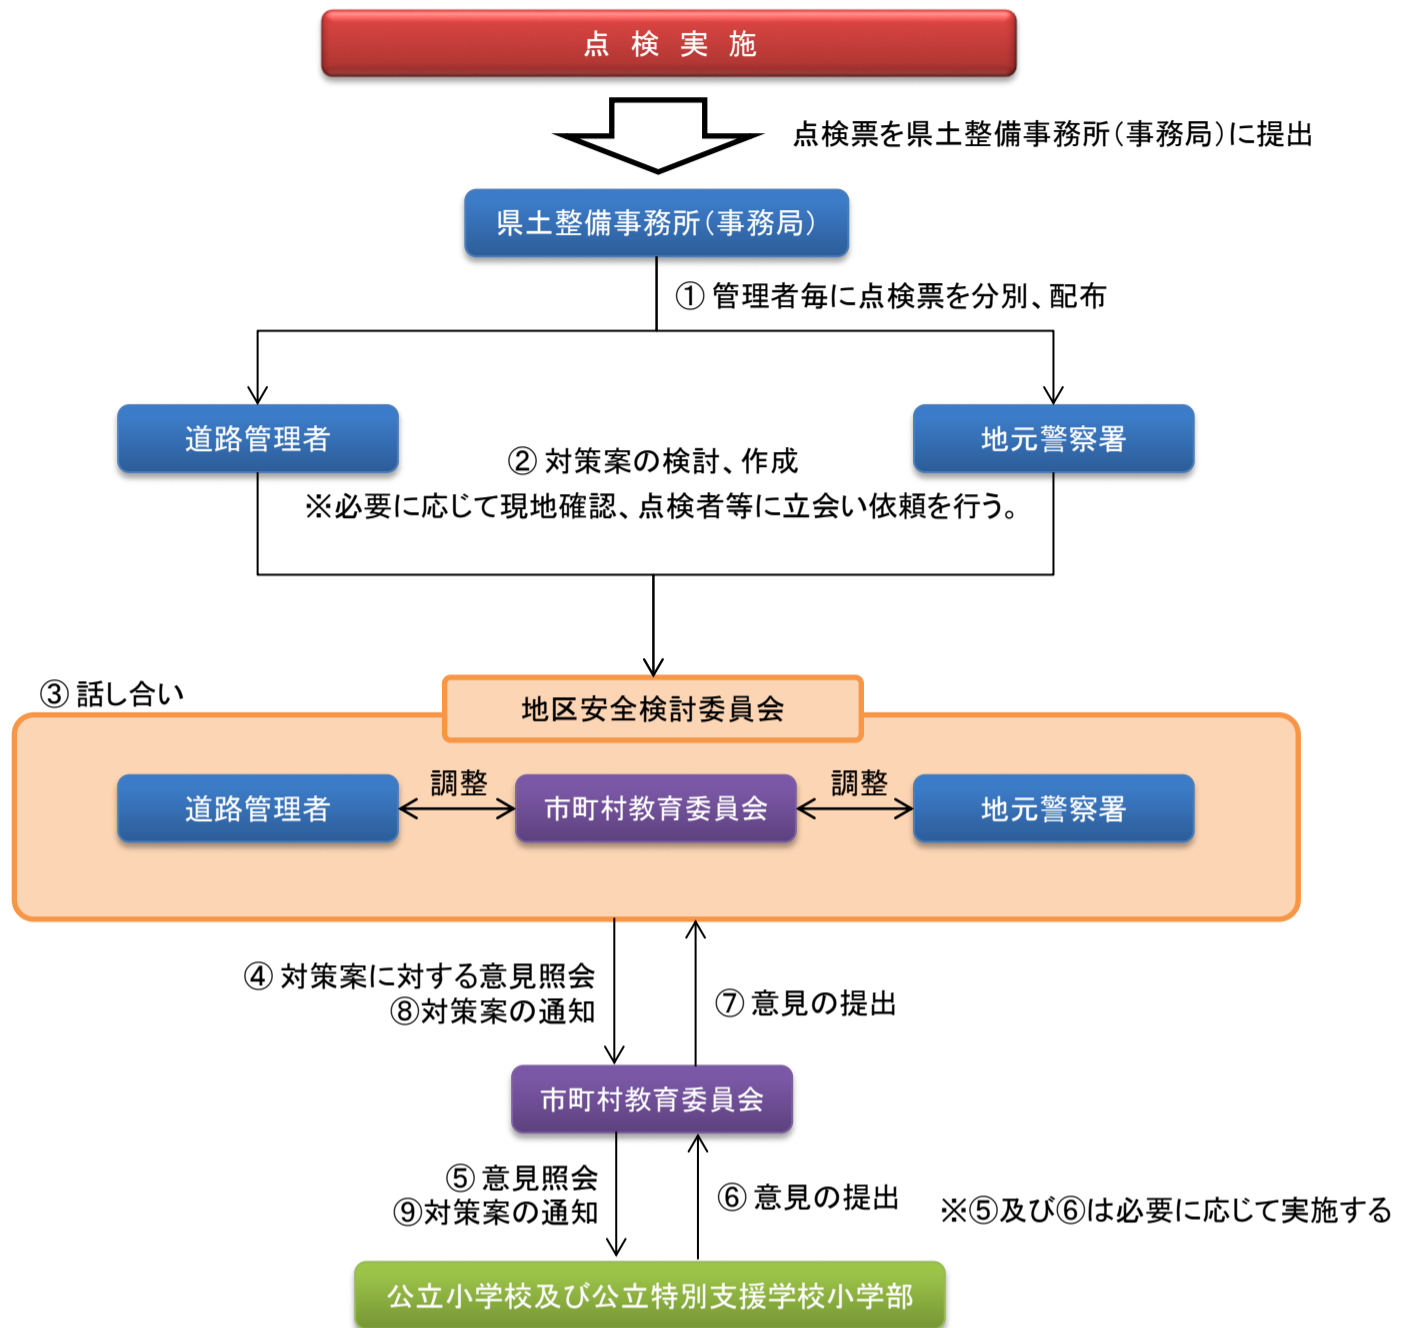 点 検 実 施
点検票を県土整備事務所（事務局）に提出
県土整備事務所（事務局）
① 管理者毎に点検票を分別、配布
道路管理者
地元警察署
② 対策案の検討、作成
※必要に応じて現地確認、点検者等に立会い依頼を行う。
③ 話し合い
地区安全検討委員会
道路管理者
調整
市町村教育委員会
調整
地元警察署
④ 対策案に対する意見照会
⑧対策案の通知
⑦ 意見の提出
市町村教育委員会
⑤ 意見照会
⑨対策案の通知
⑥ 意見の提出
※⑤及び⑥は必要に応じて実施する
公立小学校及び公立特別支援学校小学部